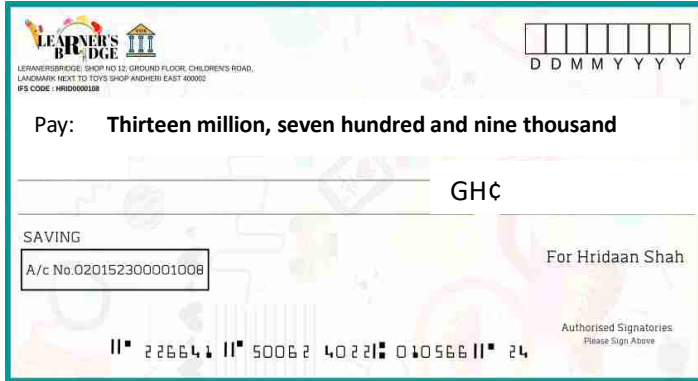 LEARNER'S
BRIDGE
LERANERSBRIDGE, SHOP NO 12, GROUND FLOOR, CHILDREN'S ROAD,
LANDMARK NEXT TO TOYS SHOP ANDHERI EAST 400002
IFS CODE : HRID0000108
D D M M Y Y Y Y
Pay: Thirteen million, seven hundred and nine thousand
GH¢
SAVING
A/c No.020152300001008
For Hridaan Shah
Authorised Signatories
Please Sign Above
⑈ 226641 ⑈ 50062 4022⑆ 010566⑈ 24